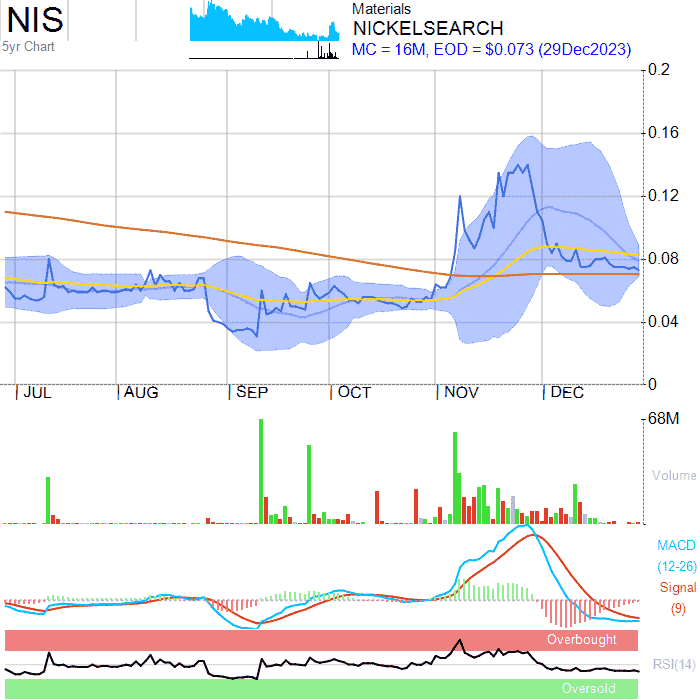 NIS
5yr Chart
Materials
NICKELSEARCH
MC = 16M, EOD = $0.073 (29Dec2023)
0.2
0.16
0.12
0.08
0.04
0
JUL AUG SEP OCT NOV DEC
68M
Volume
MACD
(12-26)
Signal
(9)
Overbought
RSI(14)
Oversold